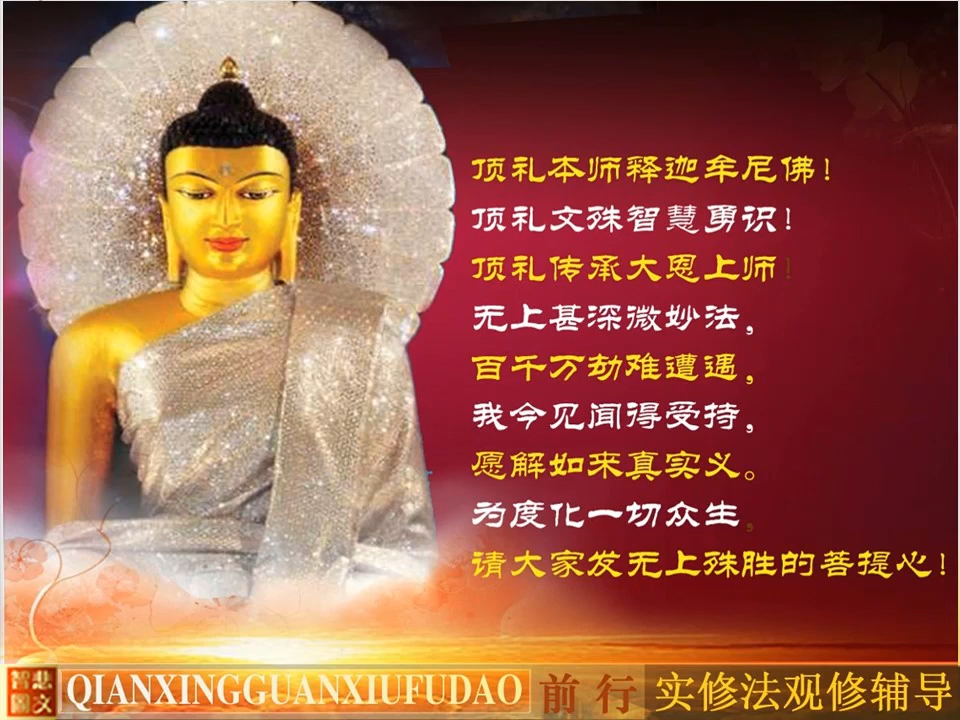 顶礼本师释迦牟尼佛！
顶礼文殊智慧勇识！
顶礼传承大恩上师！
无上甚深微妙法，
百千万劫难遭遇，
我今见闻得受持，
愿解如来真实义。
为度化一切众生，
请大家发无上殊胜的菩提心！
智悲
QIANXINGGUANXIUFUDAO 前行 实修法观修辅导